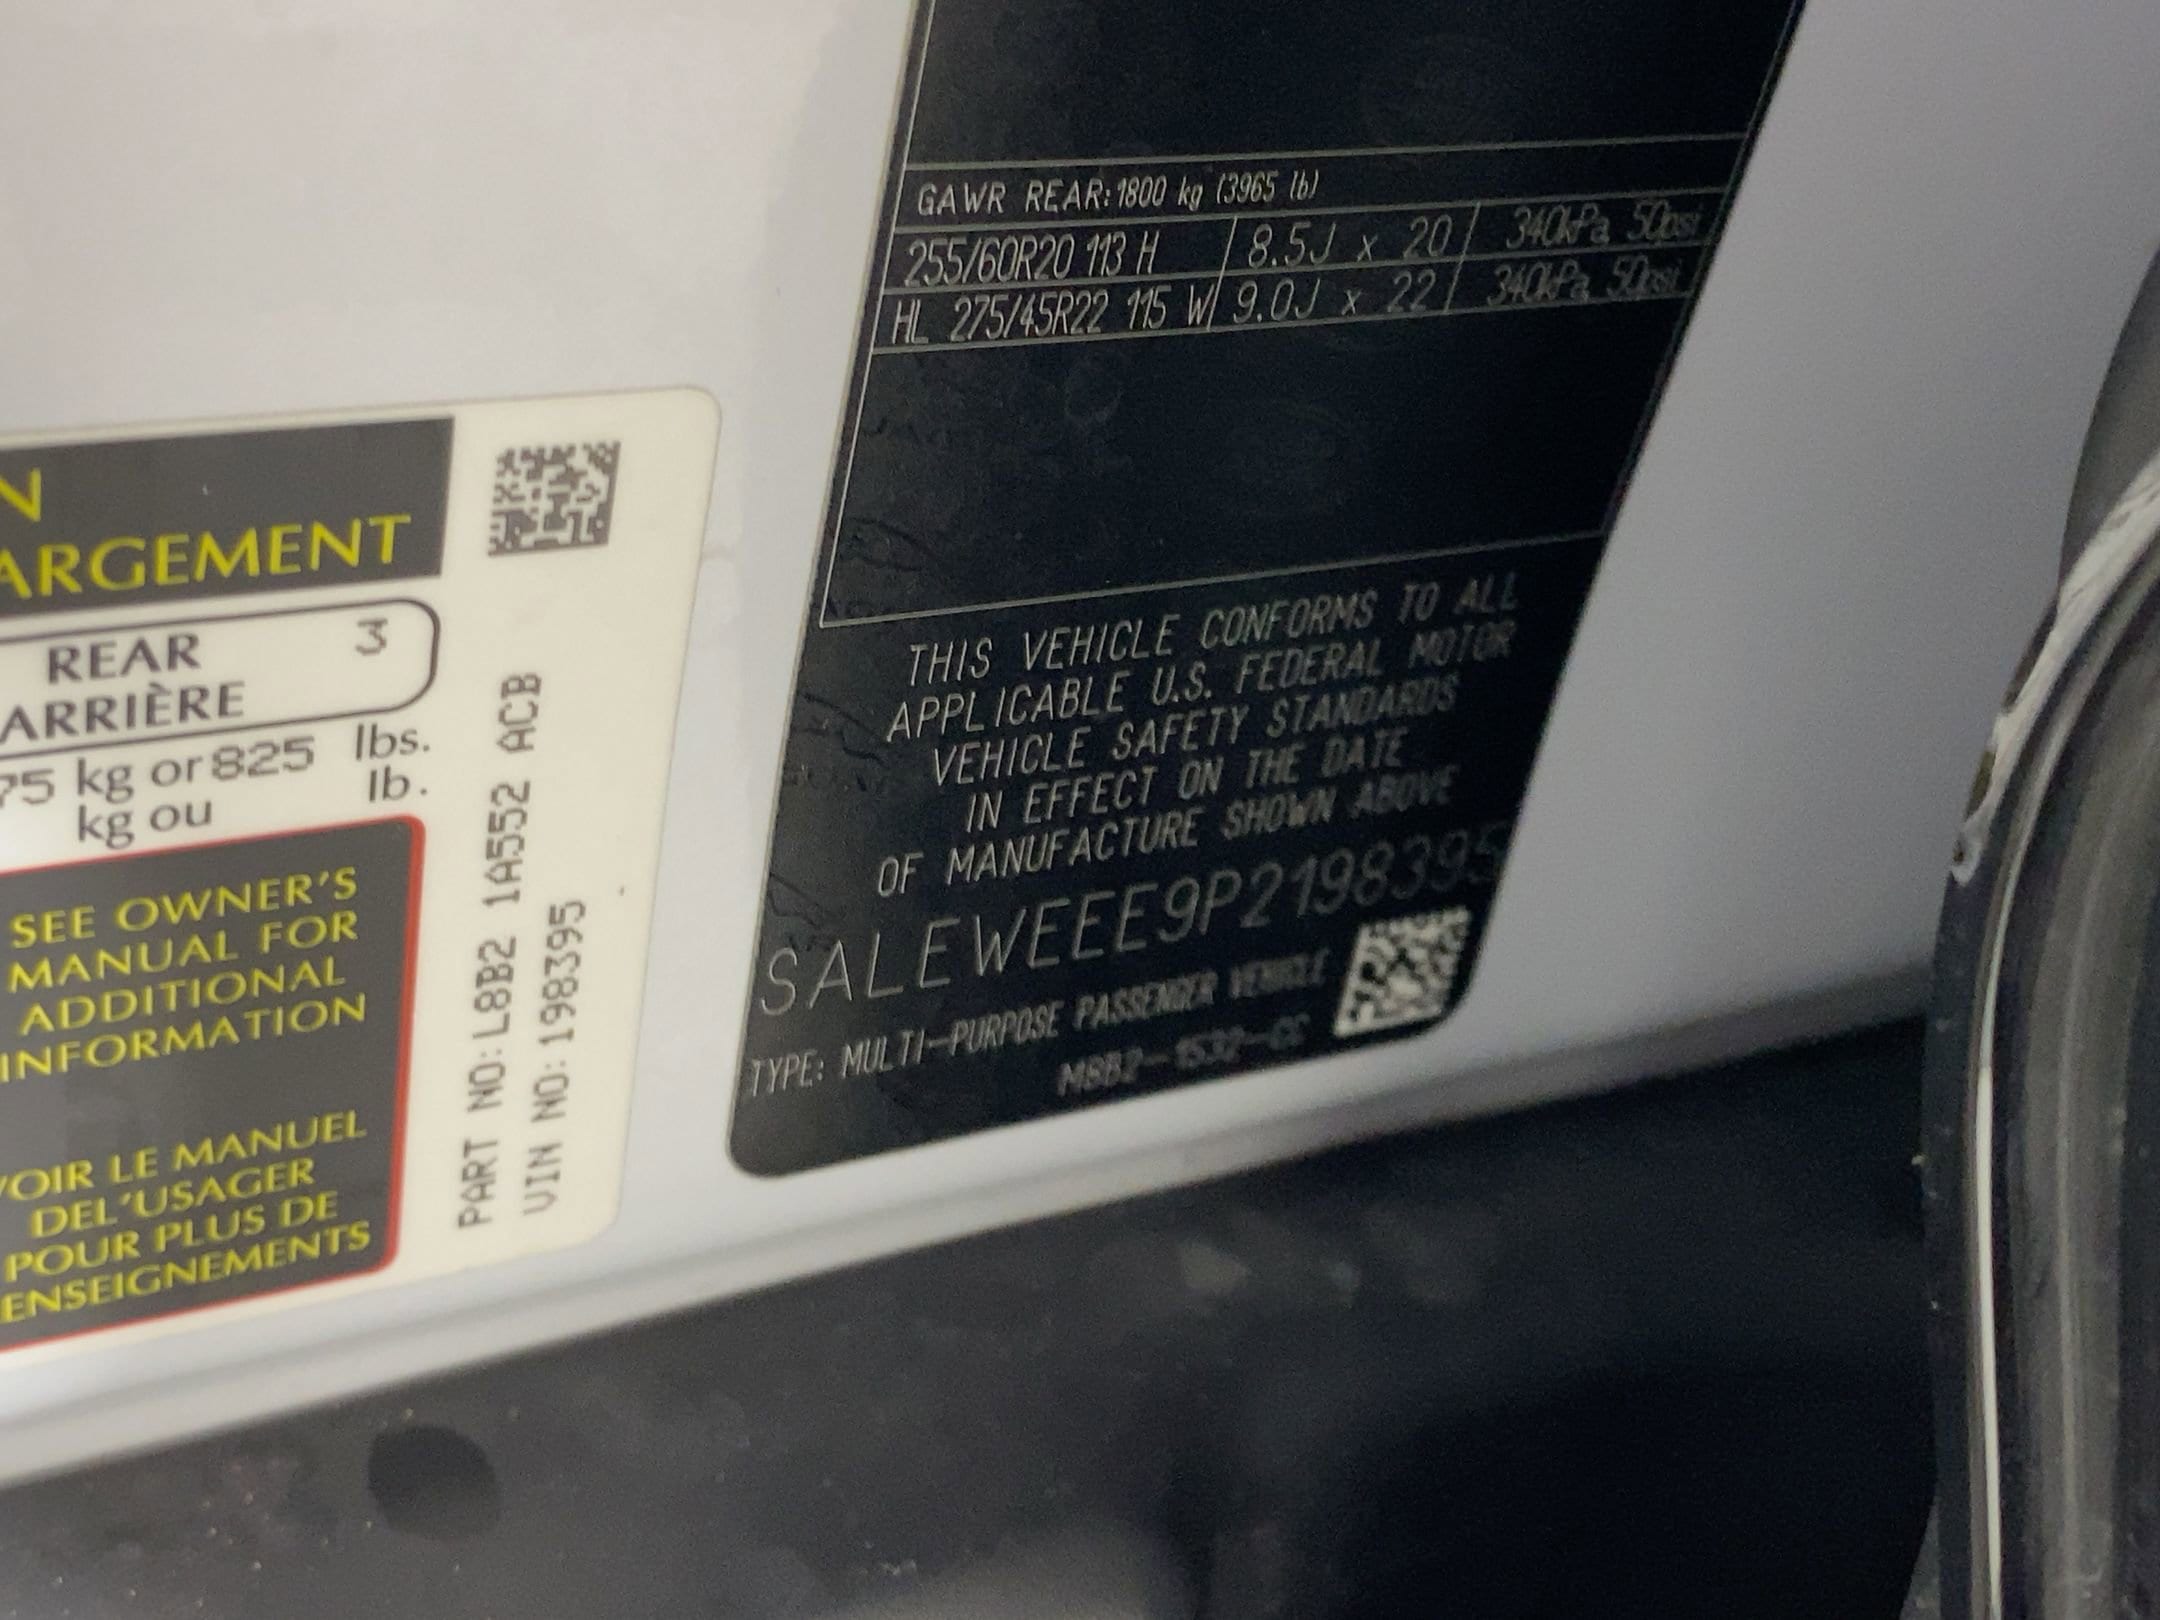 N
ARGEMENT
REAR 3
ARRIÈRE
75 kg or 825 lbs.
kg ou lb.
SEE OWNER'S
MANUAL FOR
ADDITIONAL
INFORMATION
VOIR LE MANUEL
DEL'USAGER
POUR PLUS DE
ENSEIGNEMENTS
PART NO: L8B2 1A552 ACB
VIN NO: 198395
GAWR REAR: 1800 kg (3965 lb)
255/60R20 113 H 8.5J x 20 340kPa, 50psi
HL 275/45R22 115 W 9.0J x 22 340kPa, 50psi
THIS VEHICLE CONFORMS TO ALL
APPLICABLE U.S. FEDERAL MOTOR
VEHICLE SAFETY STANDARDS
IN EFFECT ON THE DATE
OF MANUFACTURE SHOWN ABOVE
SALEWEEE9P2198395
TYPE: MULTI-PURPOSE PASSENGER VEHICLE